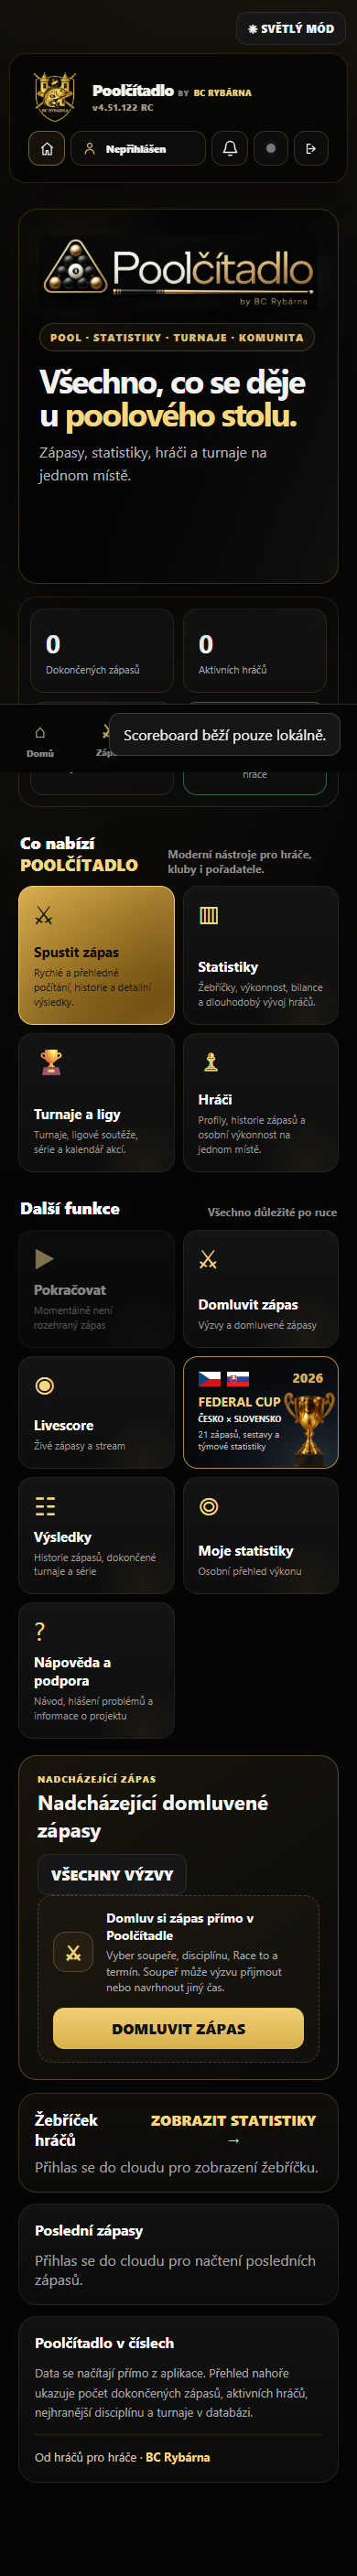 ☀ SVĚTLÝ MÓD
Poolčítadlo BY BC RYBÁRNA
v4.51.122 RC
BC RYBÁRNA
Nepřihlášen
Poolčítadlo
by BC Rybárna
POOL · STATISTIKY · TURNAJE · KOMUNITA
Všechno, co se děje
u poolového stolu.
Zápasy, statistiky, hráči a turnaje na
jednom místě.
0
Dokončených zápasů
0
Aktivních hráčů
Domů
Scoreboard běží pouze lokálně.
hráče
Co nabízí
POOLČÍTADLO
Moderní nástroje pro hráče,
kluby i pořadatele.
Spustit zápas
Rychlé a přehledné
počítání, historie a detailní
výsledky.
Statistiky
Žebříčky, výkonnost, bilance
a dlouhodobý vývoj hráčů.
Turnaje a ligy
Turnaje, ligové soutěže,
série a kalendář akcí.
Hráči
Profily, historie zápasů a
osobní výkonnost na
jednom místě.
Další funkce
Všechno důležité po ruce
Pokračovat
Momentálně není
rozehraný zápas
Domluvit zápas
Výzvy a domluvené zápasy
Livescore
Živé zápasy a stream
2026
FEDERAL CUP
ČESKO × SLOVENSKO
21 zápasů, sestavy a
týmové statistiky
Výsledky
Historie zápasů, dokončené
turnaje a série
Moje statistiky
Osobní přehled výkonu
?
Nápověda a
podpora
Návod, hlášení problémů a
informace o projektu
NADCHÁZEJÍCÍ ZÁPAS
Nadcházející domluvené
zápasy
VŠECHNY VÝZVY
Domluv si zápas přímo v
Poolčítadle
Vyber soupeře, disciplínu, Race to a
termín. Soupeř může výzvu přijmout
nebo navrhnout jiný čas.
DOMLUVIT ZÁPAS
Žebříček
hráčů
ZOBRAZIT STATISTIKY
→
Přihlas se do cloudu pro zobrazení žebříčku.
Poslední zápasy
Přihlas se do cloudu pro načtení posledních
zápasů.
Poolčítadlo v číslech
Data se načítají přímo z aplikace. Přehled nahoře
ukazuje počet dokončených zápasů, aktivních hráčů,
nejhranější disciplínu a turnaje v databázi.
Od hráčů pro hráče · BC Rybárna